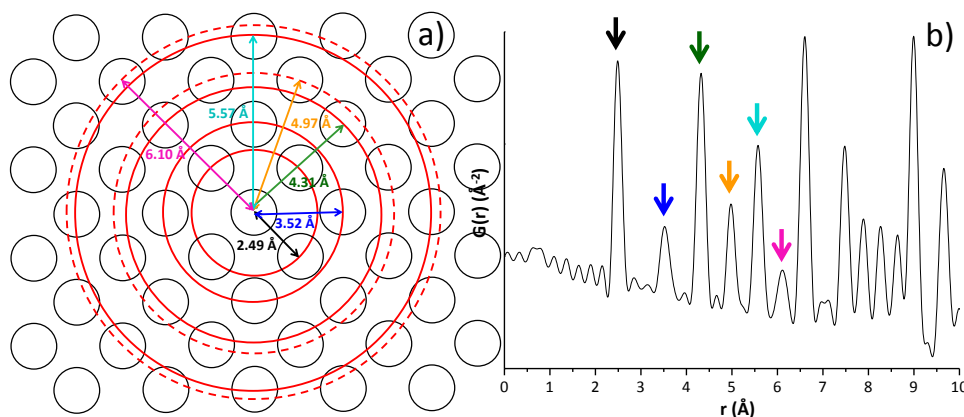 a)
5.57 Å
4.97 Å
6.10 Å
4.31 Å
3.52 Å
2.49 Å
b)
G(r) (Å-2)
0 1 2 3 4 5 6 7 8 9 10
r (Å)